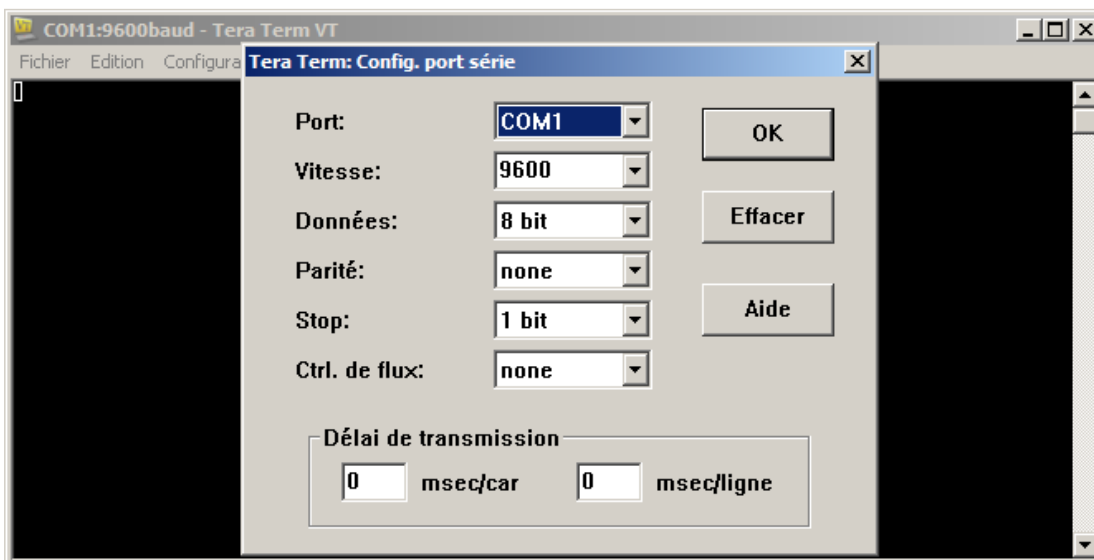 COM1:9600baud - Tera Term VT
Fichier Edition Configura
Tera Term: Config. port série
Port: COM1
OK
Vitesse: 9600
Données: 8 bit
Effacer
Parité: none
Aide
Stop: 1 bit
Ctrl. de flux: none
Délai de transmission
0 msec/car 0 msec/ligne